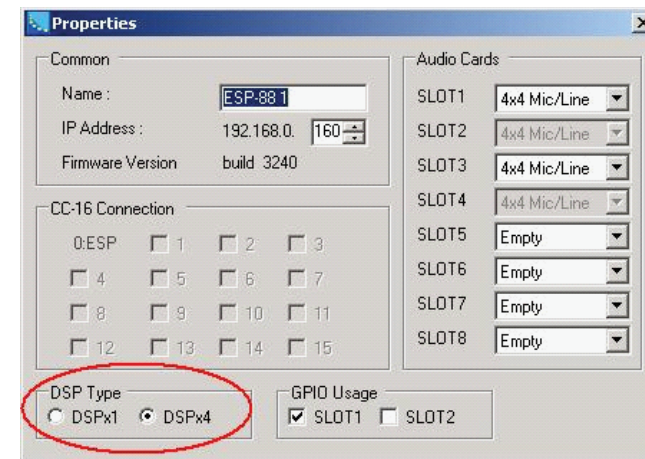 Properties
Common
Name :
ESP-88 1
IP Address :
192.168.0. 160
Firmware Version
build 3240
CC-16 Connection
0:ESP 1 2 3
4 5 6 7
8 9 10 11
12 13 14 15
DSP Type
DSPx1 DSPx4
GPIO Usage
SLOT1 SLOT2
Audio Cards
SLOT1 4x4 Mic/Line
SLOT2 4x4 Mic/Line
SLOT3 4x4 Mic/Line
SLOT4 4x4 Mic/Line
SLOT5 Empty
SLOT6 Empty
SLOT7 Empty
SLOT8 Empty